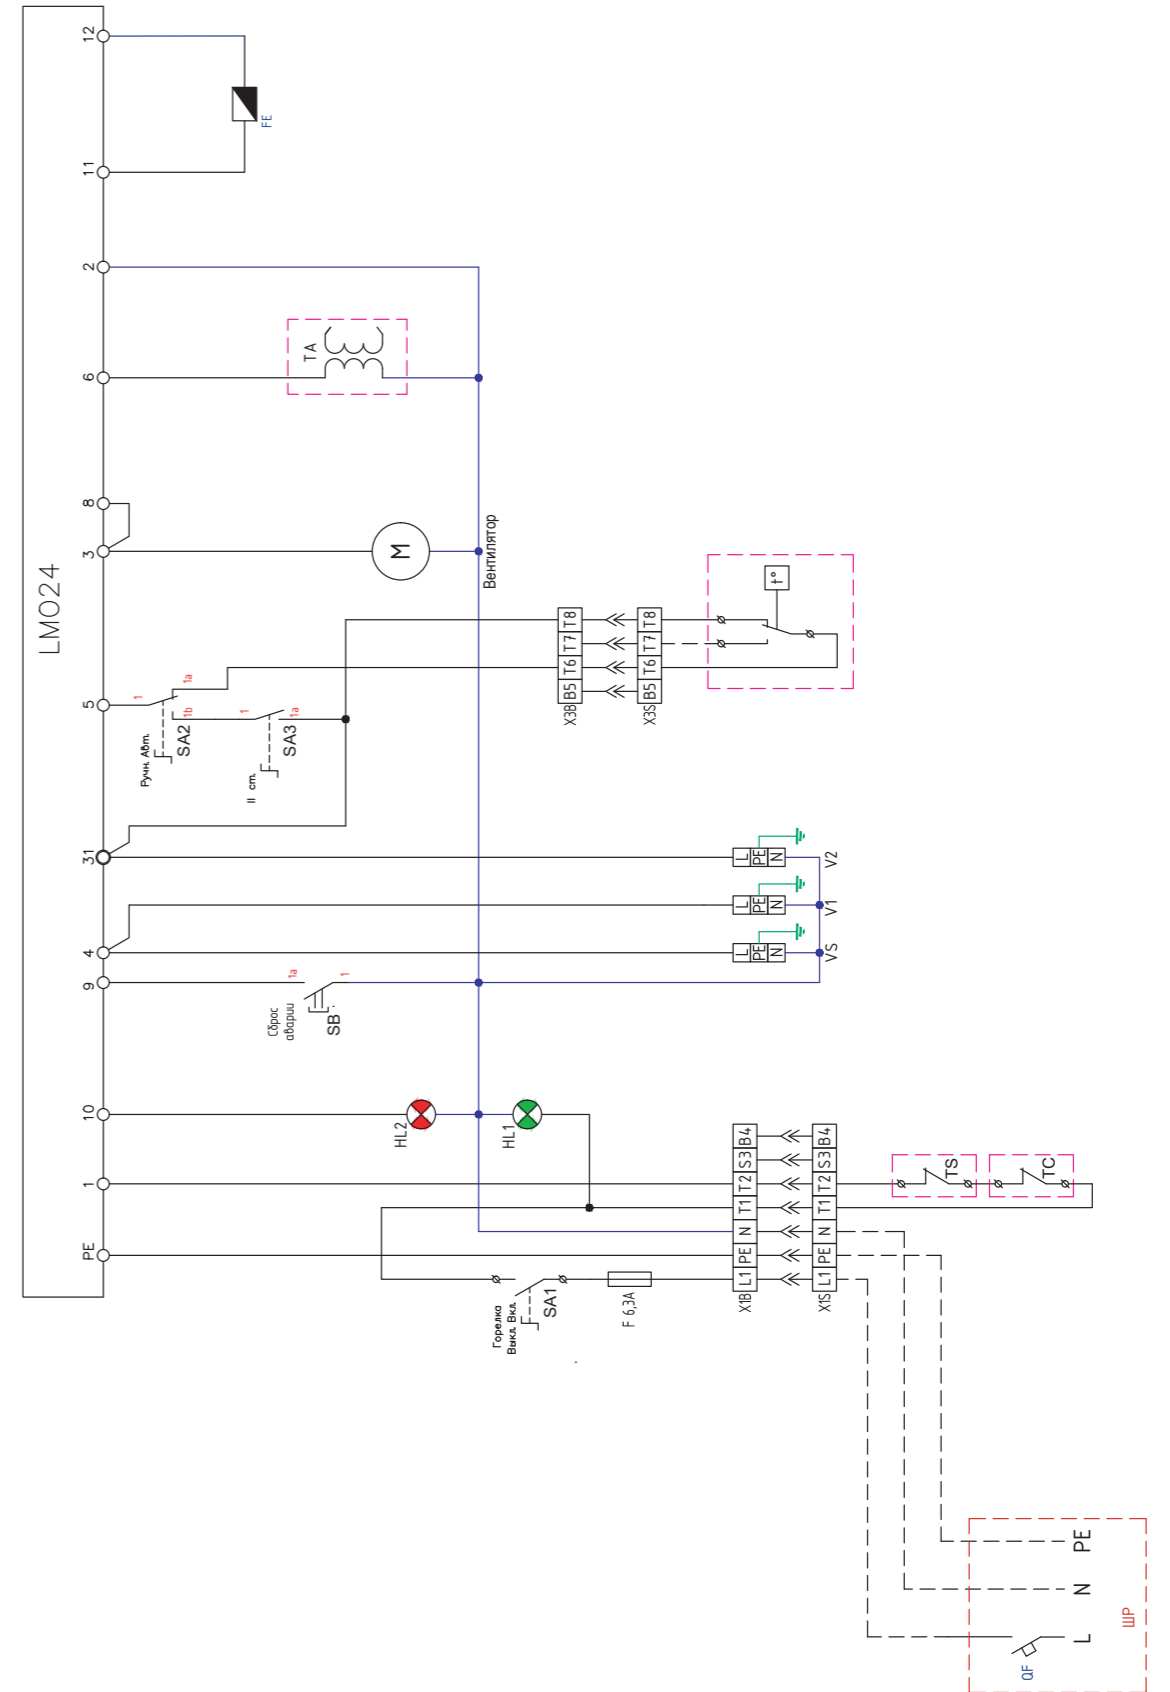 LMO24
12
11
FE
2
6
TA
8
3
M
Вентилятор
5
1
1a
1b
SA2
Ручн. Авт.
1
1a
SA3
II ст.
T8
T7
T6
B5
X3B
T8
T7
T6
B5
X3S
t°
31
4
9
1a
1
Сброс
аварии
SB
L
PE
N
V2
L
PE
N
V1
L
PE
N
VS
10
HL2
HL1
1
PE
B4
S3
T2
T1
N
PE
L1
X1B
B4
S3
T2
T1
N
PE
L1
X1S
TS
TC
Горелка
Выкл. Вкл.
SA1
F 6,3A
PE
N
L
QF
ШР